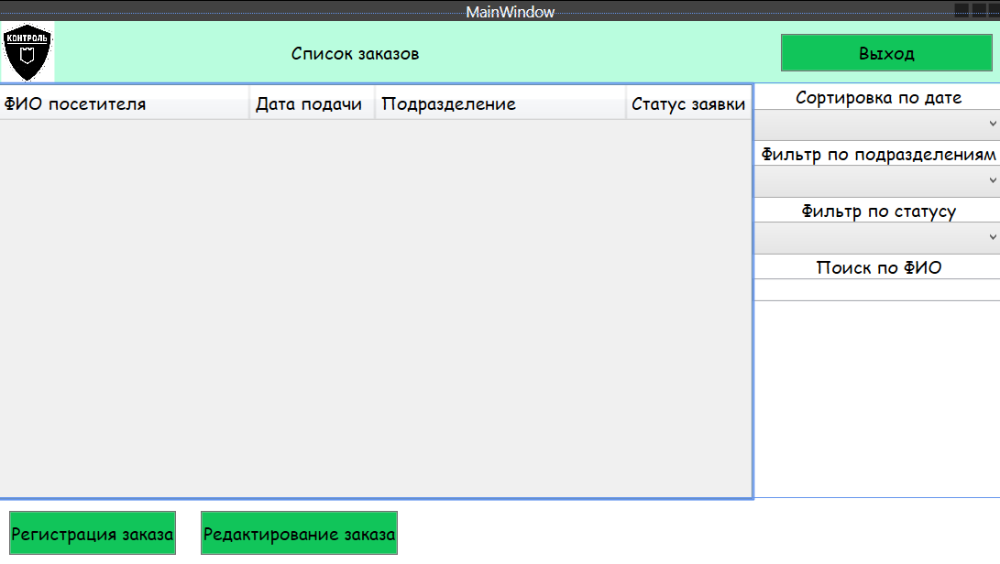 MainWindow
КОНТРОЛЬ
Список заказов
Выход
ФИО посетителя
Дата подачи
Подразделение
Статус заявки
Сортировка по дате
Фильтр по подразделениям
Фильтр по статусу
Поиск по ФИО
Регистрация заказа
Редактирование заказа